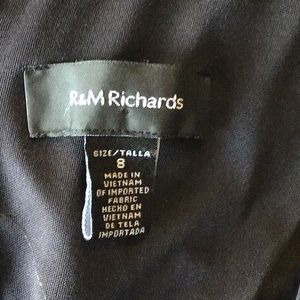 R&M Richards
SIZE/TALLA
8
MADE IN
VIETNAM
OF IMPORTED
FABRIC
HECHO EN
VIETNAM
DE TELA
IMPORTADA